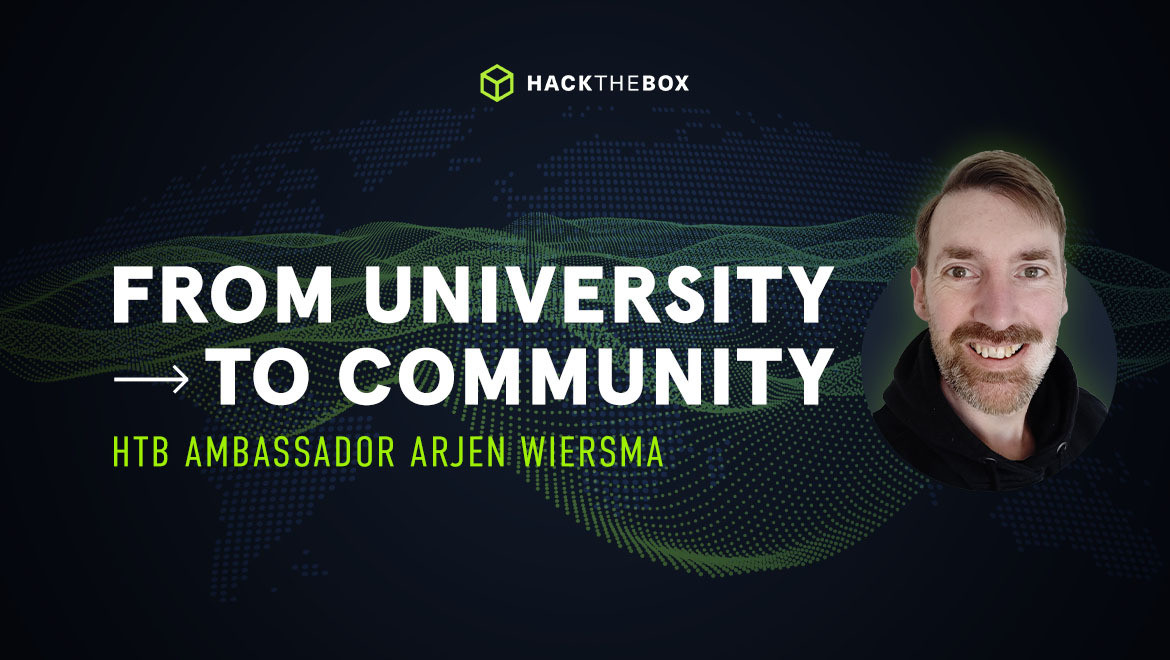 HACKTHEBOX
FROM UNIVERSITY
→ TO COMMUNITY
HTB AMBASSADOR ARJEN WIERSMA